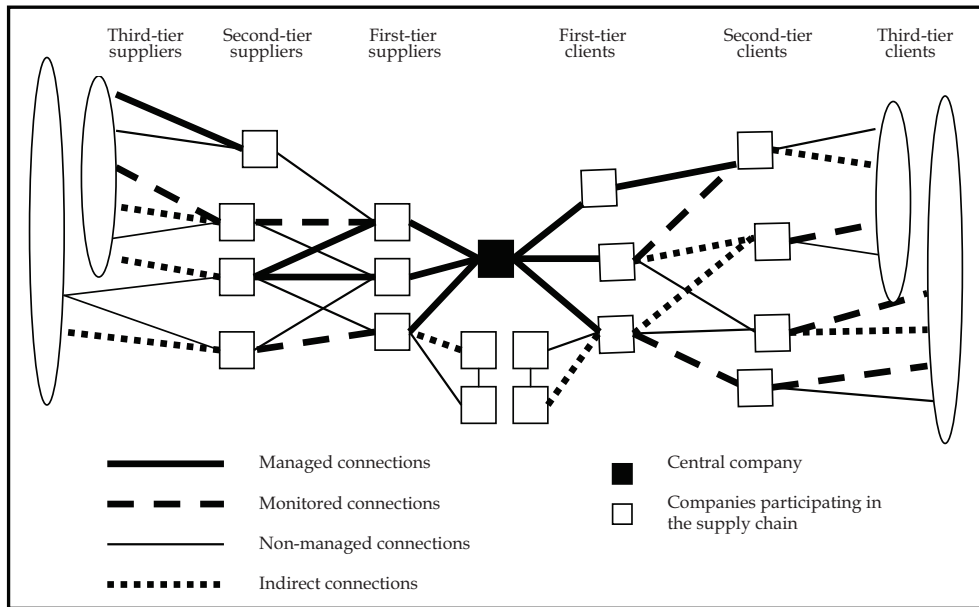 Third-tier
suppliers
Second-tier
suppliers
First-tier
suppliers
First-tier
clients
Second-tier
clients
Third-tier
clients
Managed connections
Monitored connections
Non-managed connections
Indirect connections
Central company
Companies participating in
the supply chain